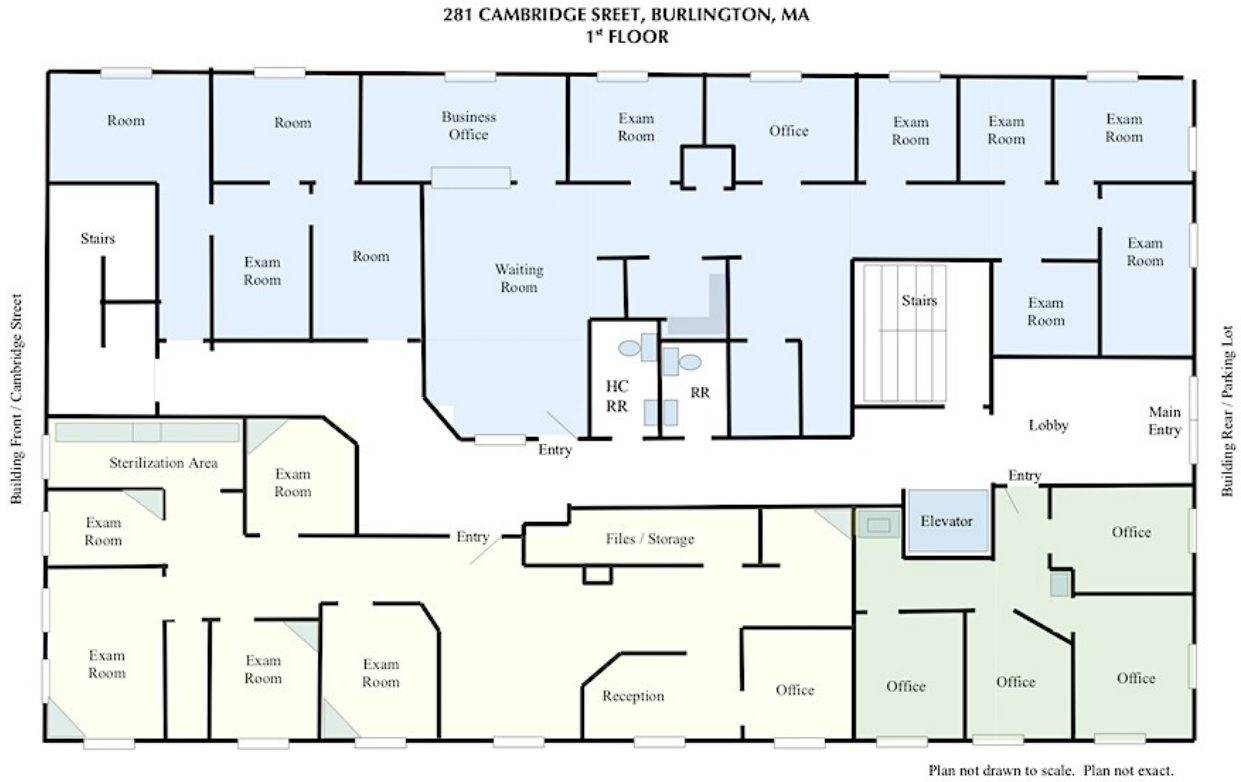 281 CAMBRIDGE SREET, BURLINGTON, MA
1st FLOOR
Room
Room
Business
Office
Exam
Room
Office
Exam
Room
Exam
Room
Exam
Room
Stairs
Exam
Room
Room
Waiting
Room
Stairs
Exam
Room
Exam
Room
Building Front / Cambridge Street
Building Rear / Parking Lot
HC
RR
RR
Lobby
Main
Entry
Entry
Sterilization Area
Exam
Room
Entry
Exam
Room
Entry
Files / Storage
Elevator
Office
Exam
Room
Exam
Room
Exam
Room
Reception
Office
Office
Office
Office
Plan not drawn to scale. Plan not exact.